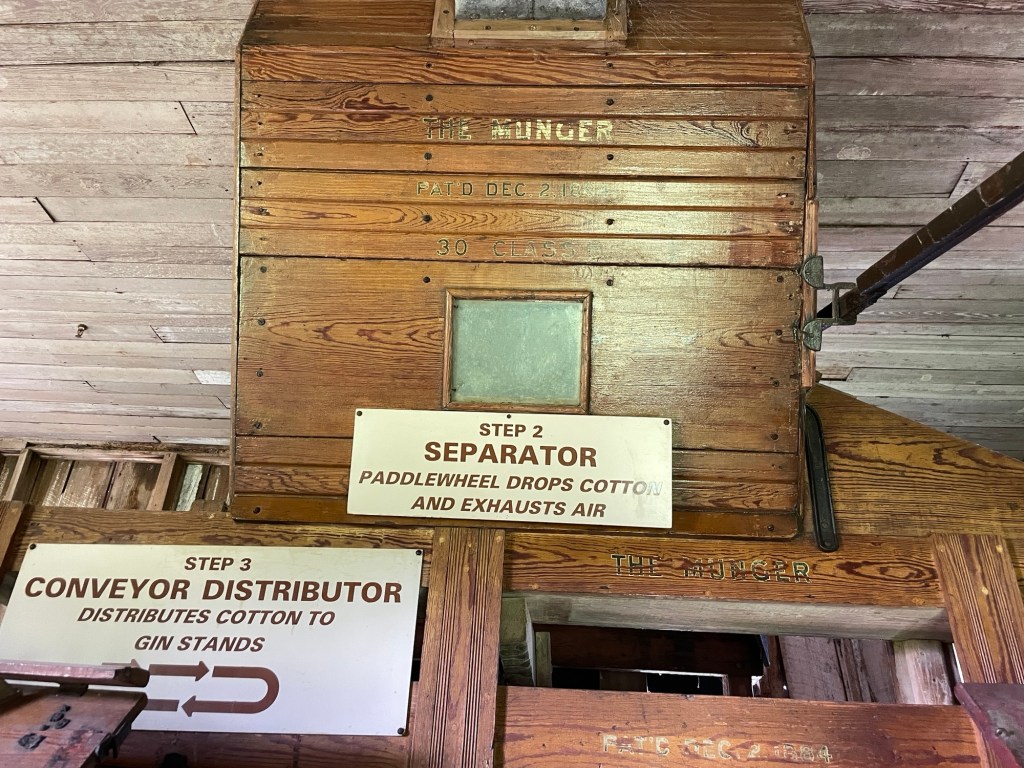 THE MUNGER
PAT'D DEC. 2. 18
30 CLASS
STEP 2
SEPARATOR
PADDLEWHEEL DROPS COTTON
AND EXHAUSTS AIR
STEP 3
CONVEYOR DISTRIBUTOR
DISTRIBUTES COTTON TO
GIN STANDS
THE MUNGER
PAT'D DEC. 2. 1884